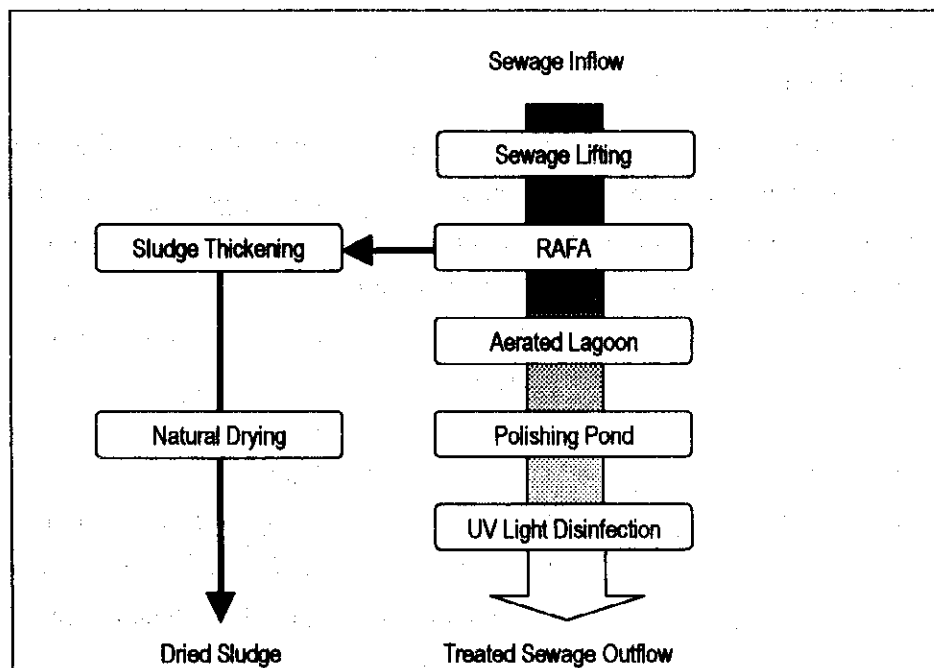 Sewage Inflow
Sewage Lifting
Sludge Thickening
RAFA
Aerated Lagoon
Natural Drying
Polishing Pond
UV Light Disinfection
Dried Sludge
Treated Sewage Outflow